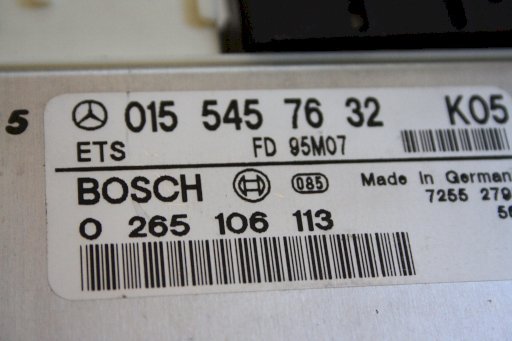 5
015 545 76 32 K05
ETS FD 95M07
BOSCH 085 Made In German
7255 279
0 265 106 113